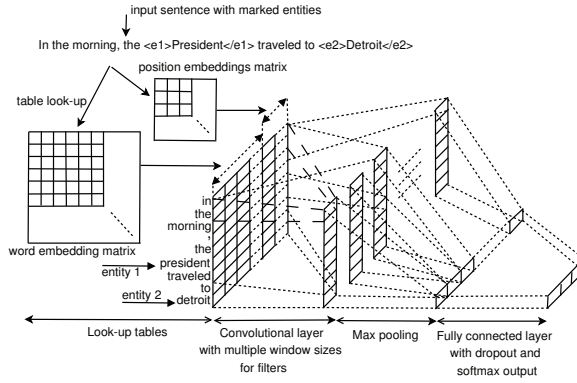 input sentence with marked entities
In the morning, the <e1>President</e1> traveled to <e2>Detroit</e2>
position embeddings matrix
table look-up
word embedding matrix
in
the
morning
,
the
president
traveled
to
detroit
entity 1
entity 2
Look-up tables
Convolutional layer
with multiple window sizes
for filters
Max pooling
Fully connected layer
with dropout and
softmax output